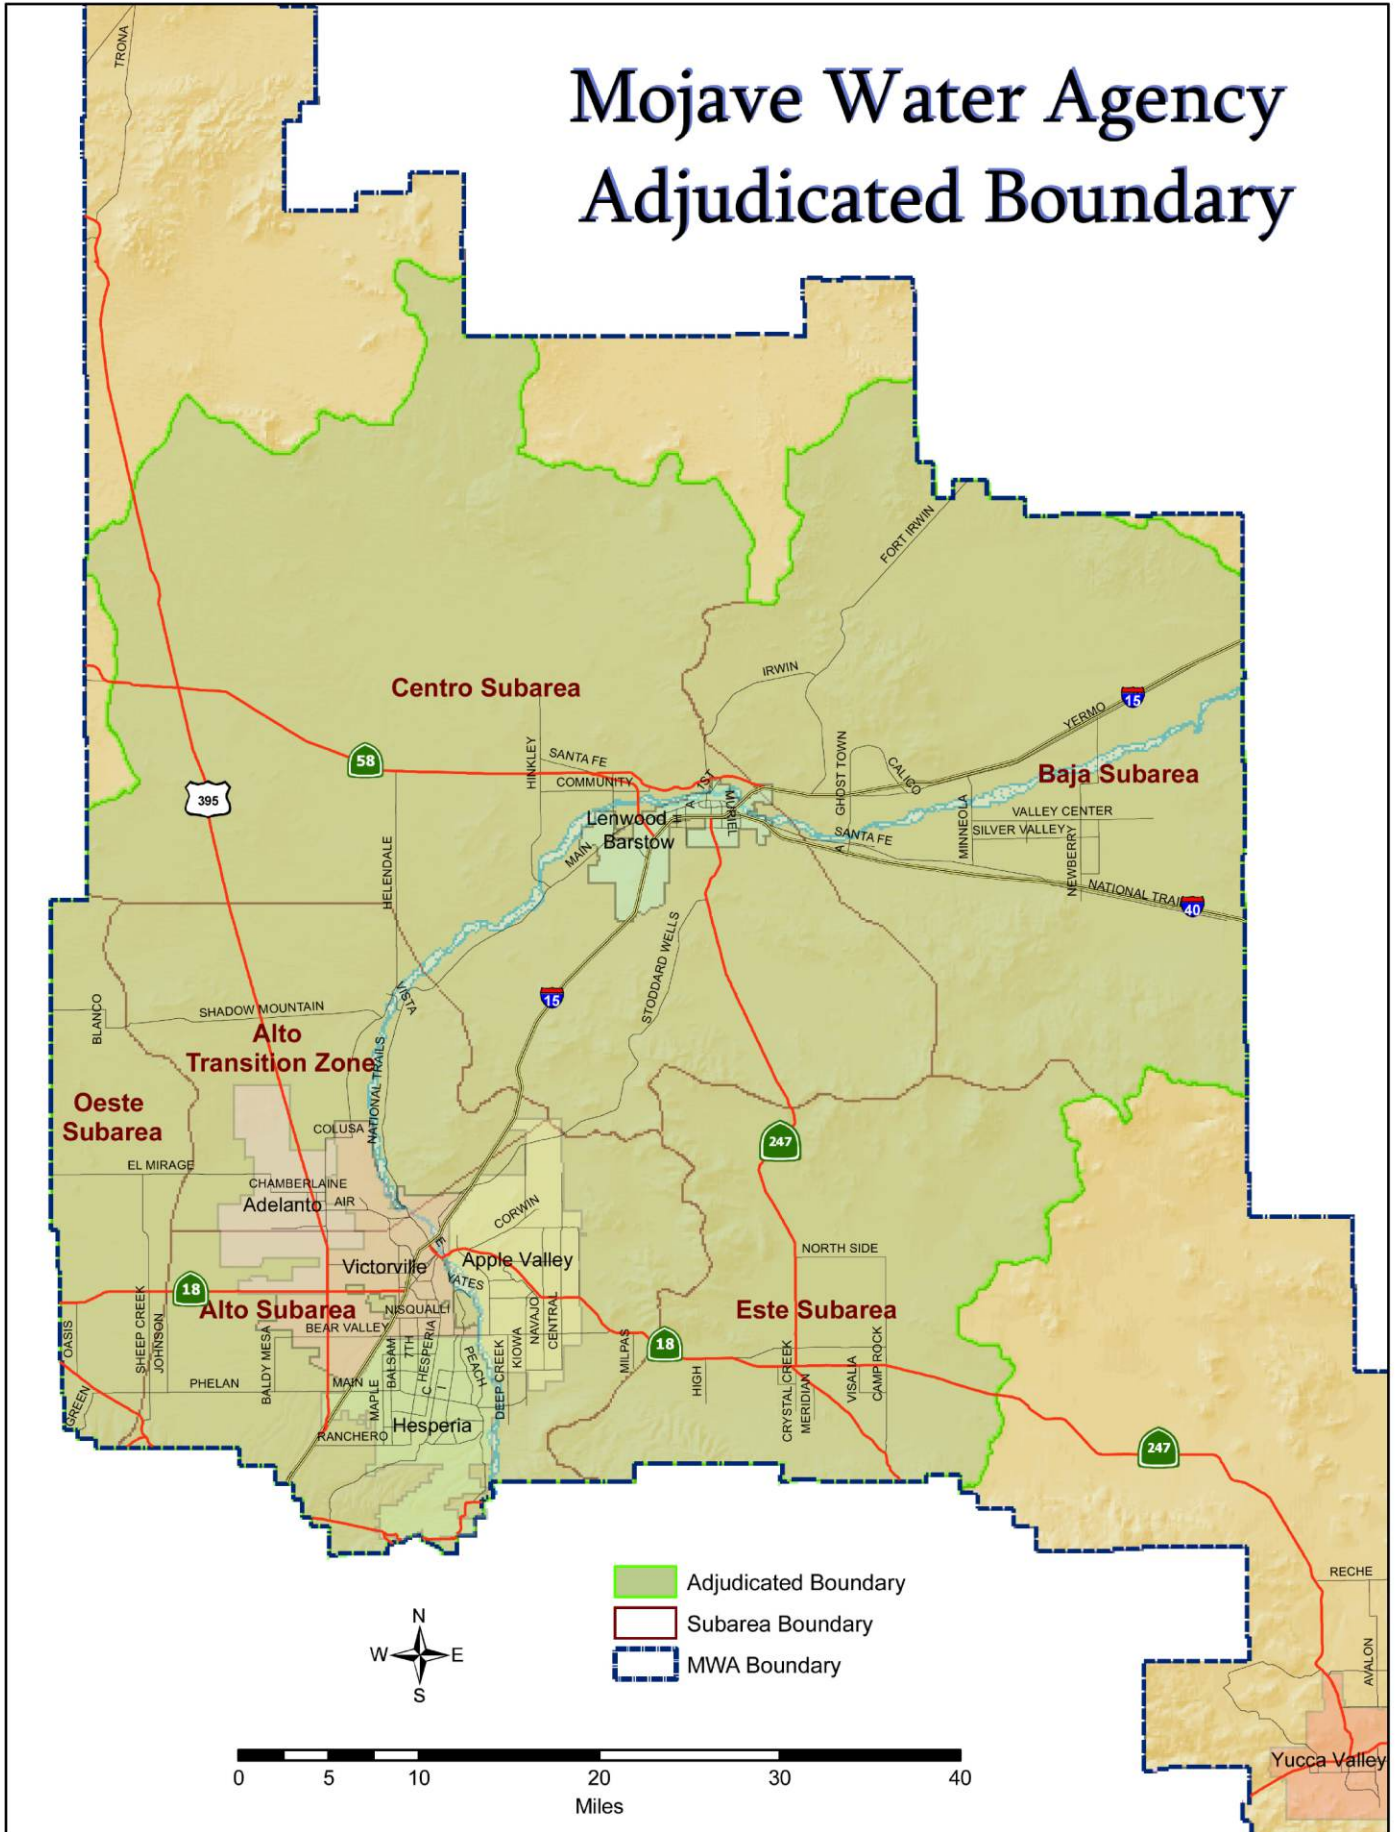 Mojave Water Agency
Adjudicated Boundary
TRONA
FORT IRWIN
IRWIN
Centro Subarea
15
YERMO
58
395
HINKLEY
SANTA FE
COMMUNITY
1ST
A
H
MURIEL
GHOST TOWN
CALICO
Baja Subarea
Lenwood
Barstow
MAIN
SANTA FE
A
MINNEOLA
VALLEY CENTER
SILVER VALLEY
NEWBERRY
NATIONAL TRAI
40
HELENDALE
STODDARD WELLS
15
VISTA
BLANCO
SHADOW MOUNTAIN
Alto
Transition Zone
NATIONAL TRAILS
Oeste
Subarea
COLUSA
247
EL MIRAGE
CHAMBERLAINE
Adelanto
AIR
CORWIN
E
NORTH SIDE
Victorville
Apple Valley
YATES
18
Alto Subarea
NISQUALLI
Este Subarea
BEAR VALLEY
OASIS
SHEEP CREEK
JOHNSON
BALDY MESA
BALSAM
7TH
C
HESPERIA
PEACH
DEEP CREEK
KIOWA
NAVAJO
CENTRAL
MILPAS
18
HIGH
CRYSTAL CREEK
MERIDIAN
VISALIA
CAMP ROCK
GREEN
PHELAN
MAIN
MAPLE
I
RANCHERO
Hesperia
247
Adjudicated Boundary
Subarea Boundary
MWA Boundary
N
W E
S
RECHE
AVALON
Yucca Valley
0 5 10 20 30 40
Miles